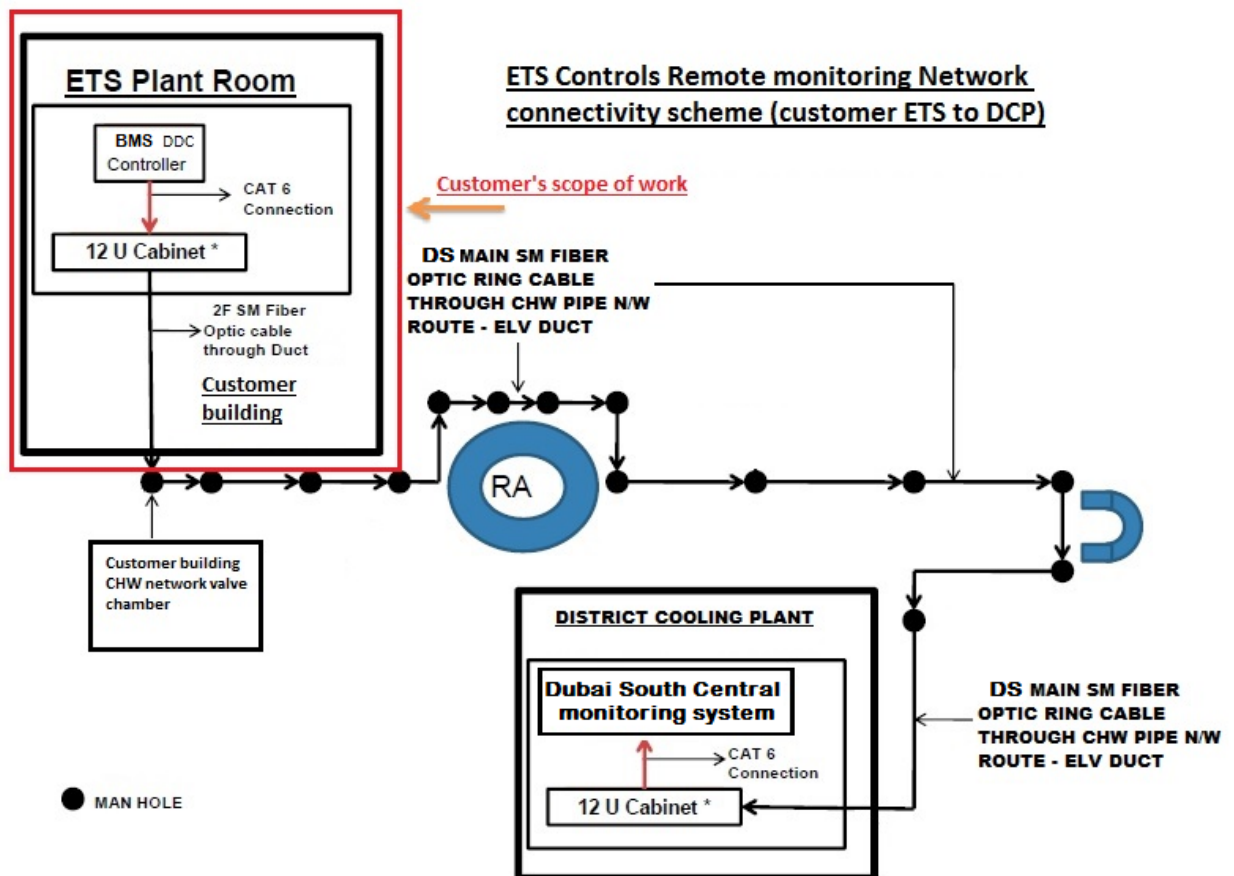 ETS Plant Room
BMS DDC
Controller
CAT 6
Connection
12 U Cabinet *
2F SM Fiber
Optic cable
through Duct
Customer
building
ETS Controls Remote monitoring Network
connectivity scheme (customer ETS to DCP)
Customer's scope of work
DS MAIN SM FIBER
OPTIC RING CABLE
THROUGH CHW PIPE N/W
ROUTE - ELV DUCT
RA
Customer building
CHW network valve
chamber
DISTRICT COOLING PLANT
Dubai South Central
monitoring system
CAT 6
Connection
12 U Cabinet *
DS MAIN SM FIBER
OPTIC RING CABLE
THROUGH CHW PIPE N/W
ROUTE - ELV DUCT
MAN HOLE